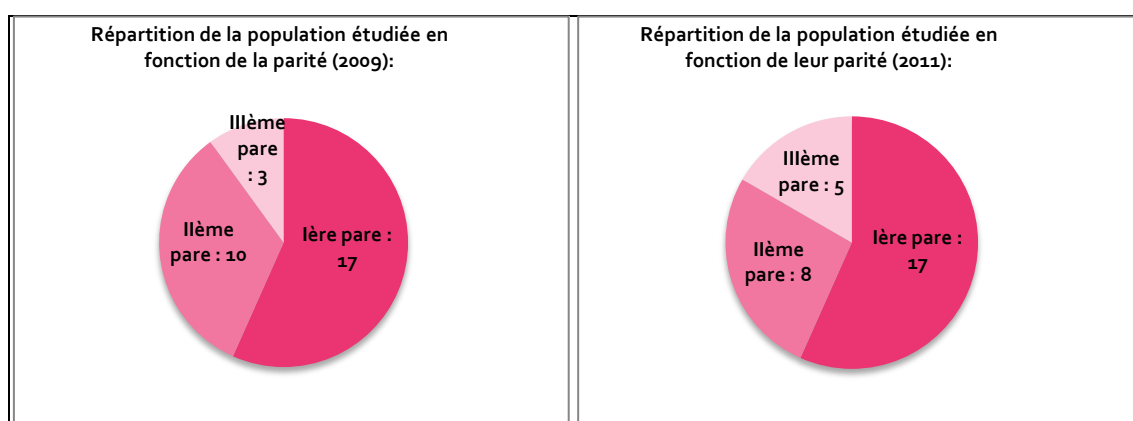 Répartition de la population étudiée en
fonction de la parité (2009):
IIIème
pare
: 3
IIème
pare : 10
Ière pare :
17
Répartition de la population étudiée en
fonction de leur parité (2011):
IIIème
pare : 5
IIème
pare : 8
Ière pare :
17